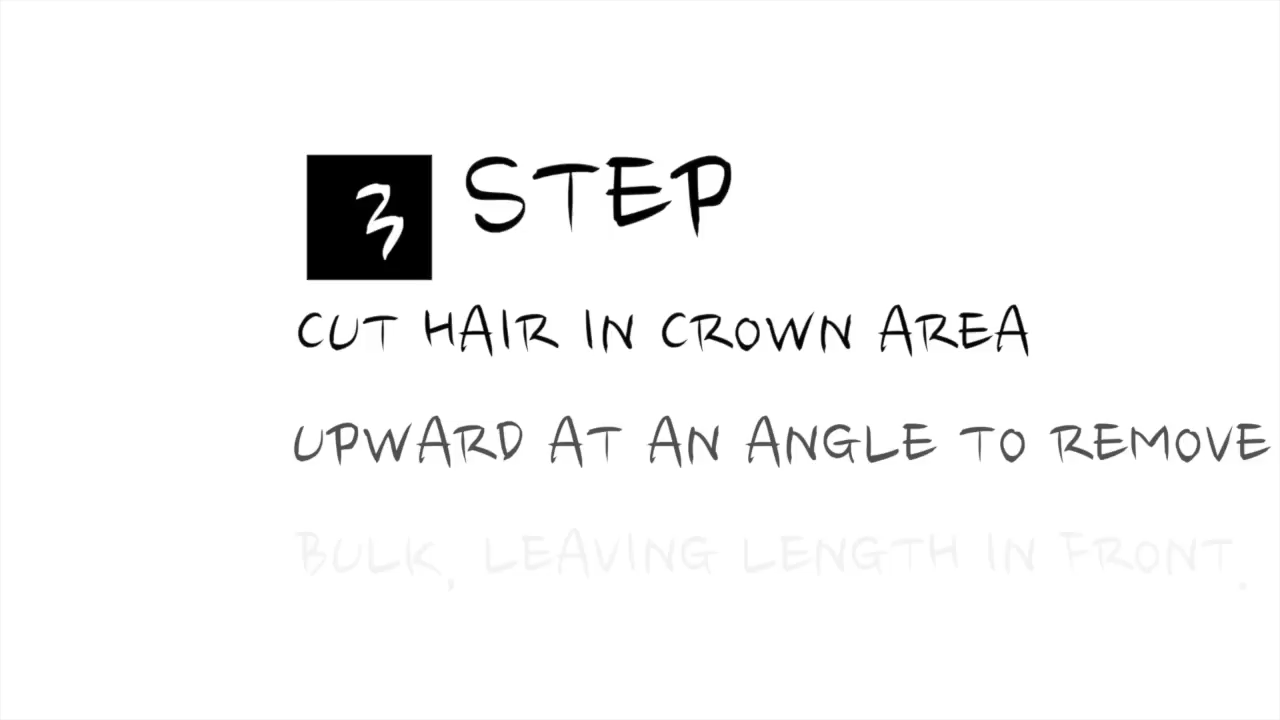 3 STEP
CUT HAIR IN CROWN AREA
UPWARD AT AN ANGLE TO REMOVE
BULK, LEAVING LENGTH IN FRONT.